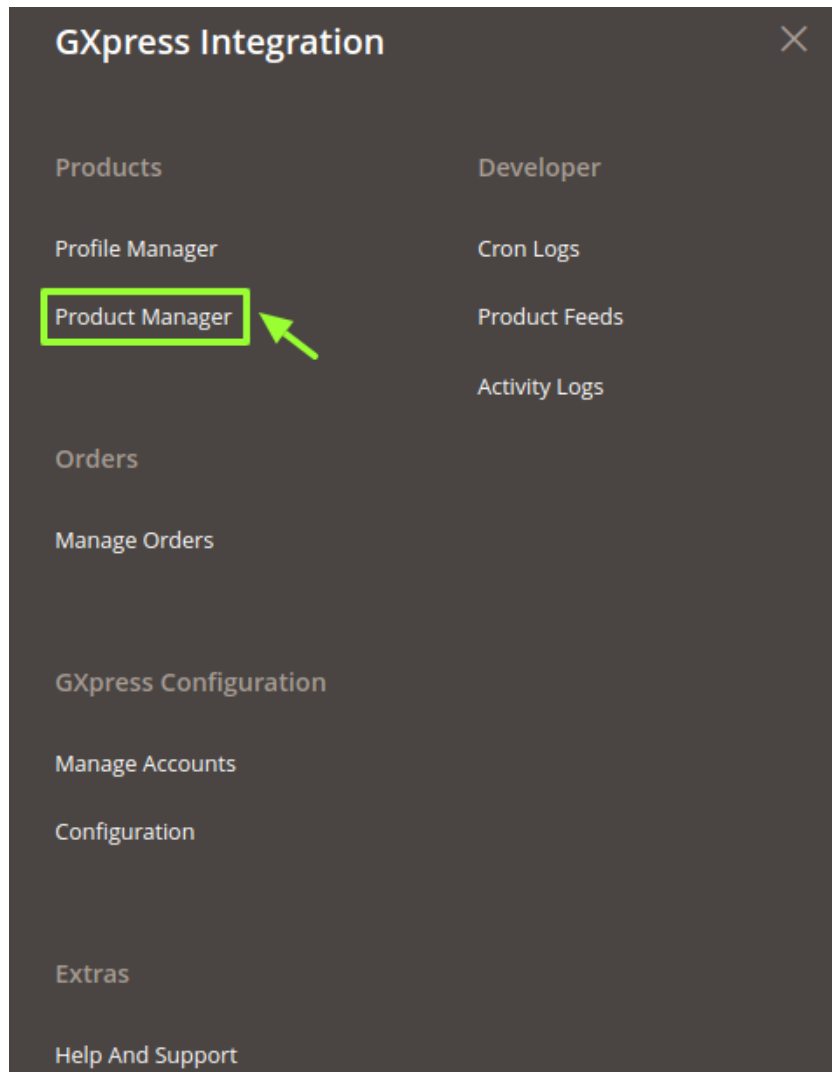 GXpress Integration
Products
Profile Manager
Product Manager
Orders
Manage Orders
GXpress Configuration
Manage Accounts
Configuration
Extras
Help And Support
Developer
Cron Logs
Product Feeds
Activity Logs